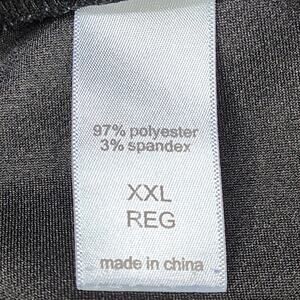 97% polyester
3% spandex
XXL
REG
made in china